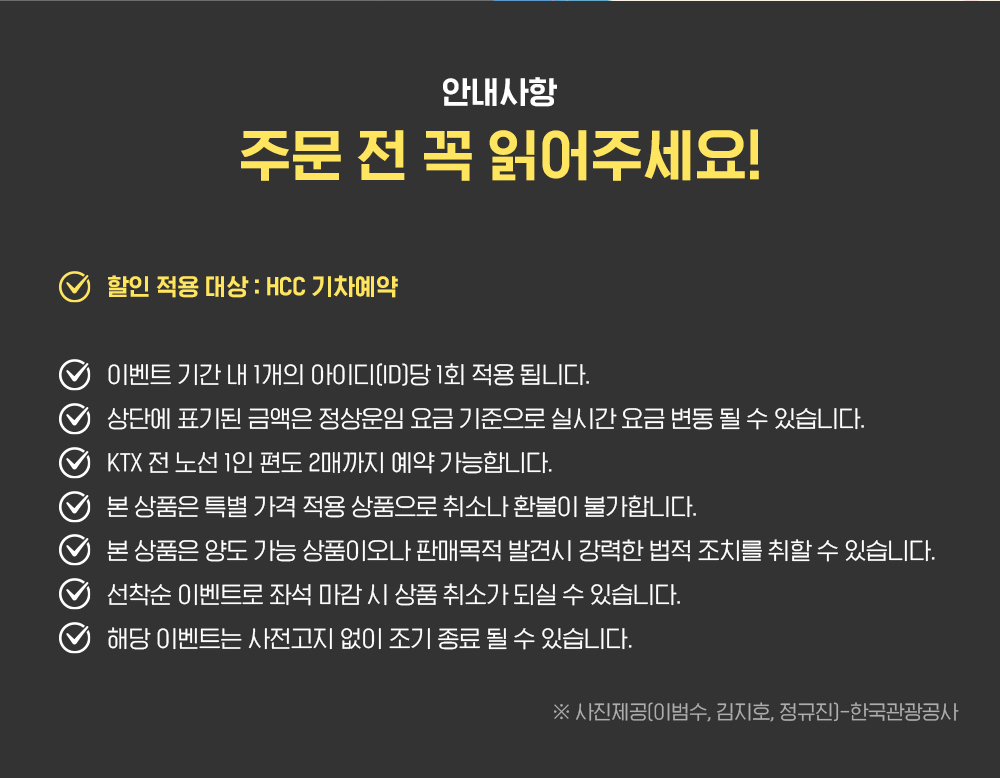 안내사항
주문 전 꼭 읽어주세요!
할인 적용 대상 : HCC 기차예약
이벤트 기간 내 1개의 아이디(ID)당 1회 적용 됩니다.
상단에 표기된 금액은 정상운임 요금 기준으로 실시간 요금 변동 될 수 있습니다.
KTX 전 노선 1인 편도 2매까지 예약 가능합니다.
본 상품은 특별 가격 적용 상품으로 취소나 환불이 불가합니다.
본 상품은 양도 가능 상품이오나 판매목적 발견시 강력한 법적 조치를 취할 수 있습니다.
선착순 이벤트로 좌석 마감 시 상품 취소가 되실 수 있습니다.
해당 이벤트는 사전고지 없이 조기 종료 될 수 있습니다.
※ 사진제공(이범수, 김지호, 정규진)-한국관광공사